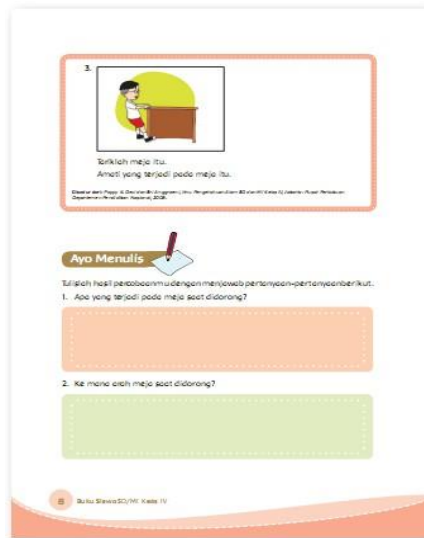 3.
Tariklah meja itu.
Amati yang terjadi pada meja itu.
Ayo Menulis
Tulislah hasil percobaanmu dengan menjawab pertanyaan-pertanyaanberikut.
1. Apa yang terjadi pada meja saat didorong?
2. Ke mana arah meja saat didorong?
8 Buku Siswa SD/MI Kelas IV